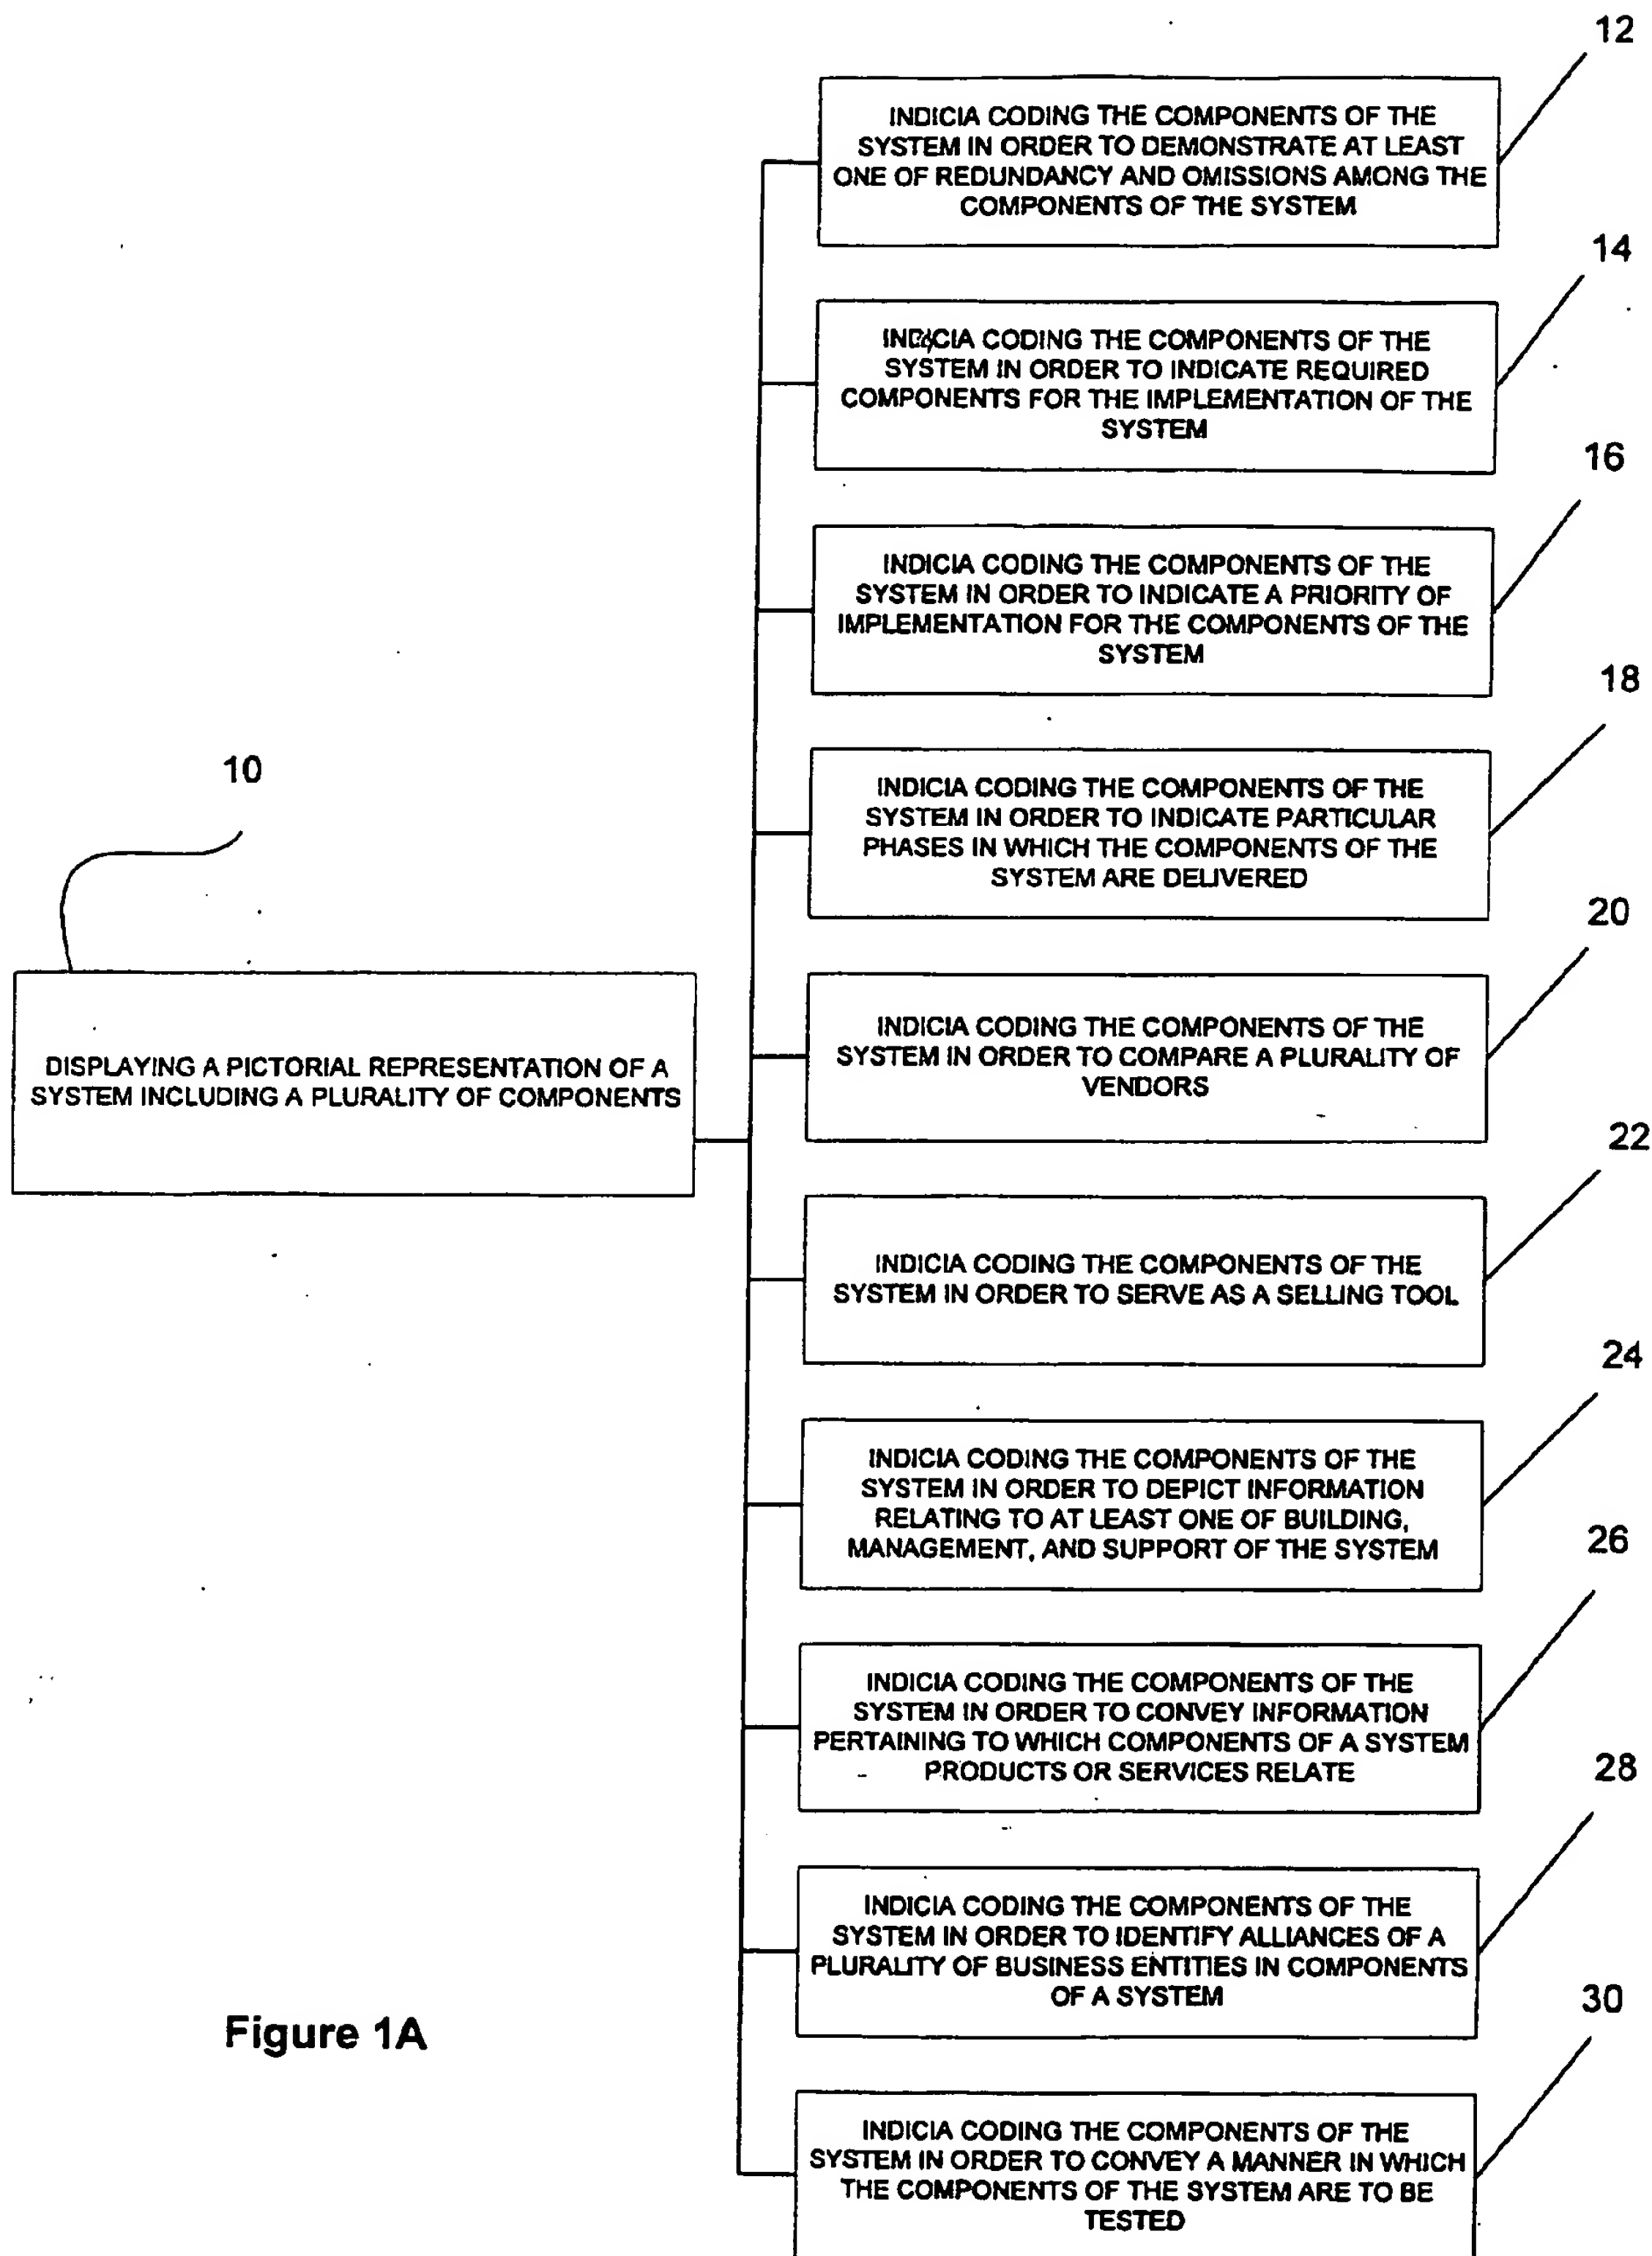 12
INDICIA CODING THE COMPONENTS OF THE
SYSTEM IN ORDER TO DEMONSTRATE AT LEAST
ONE OF REDUNDANCY AND OMISSIONS AMONG THE
COMPONENTS OF THE SYSTEM
14
INDICIA CODING THE COMPONENTS OF THE
SYSTEM IN ORDER TO INDICATE REQUIRED
COMPONENTS FOR THE IMPLEMENTATION OF THE
SYSTEM
16
INDICIA CODING THE COMPONENTS OF THE
SYSTEM IN ORDER TO INDICATE A PRIORITY OF
IMPLEMENTATION FOR THE COMPONENTS OF THE
SYSTEM
18
INDICIA CODING THE COMPONENTS OF THE
SYSTEM IN ORDER TO INDICATE PARTICULAR
PHASES IN WHICH THE COMPONENTS OF THE
SYSTEM ARE DELIVERED
10
DISPLAYING A PICTORIAL REPRESENTATION OF A
SYSTEM INCLUDING A PLURALITY OF COMPONENTS
20
INDICIA CODING THE COMPONENTS OF THE
SYSTEM IN ORDER TO COMPARE A PLURALITY OF
VENDORS
22
INDICIA CODING THE COMPONENTS OF THE
SYSTEM IN ORDER TO SERVE AS A SELLING TOOL
24
INDICIA CODING THE COMPONENTS OF THE
SYSTEM IN ORDER TO DEPICT INFORMATION
RELATING TO AT LEAST ONE OF BUILDING,
MANAGEMENT, AND SUPPORT OF THE SYSTEM
26
INDICIA CODING THE COMPONENTS OF THE
SYSTEM IN ORDER TO CONVEY INFORMATION
PERTAINING TO WHICH COMPONENTS OF A SYSTEM
PRODUCTS OR SERVICES RELATE
28
INDICIA CODING THE COMPONENTS OF THE
SYSTEM IN ORDER TO IDENTIFY ALLIANCES OF A
PLURALITY OF BUSINESS ENTITIES IN COMPONENTS
OF A SYSTEM
30
INDICIA CODING THE COMPONENTS OF THE
SYSTEM IN ORDER TO CONVEY A MANNER IN WHICH
THE COMPONENTS OF THE SYSTEM ARE TO BE
TESTED
Figure 1A